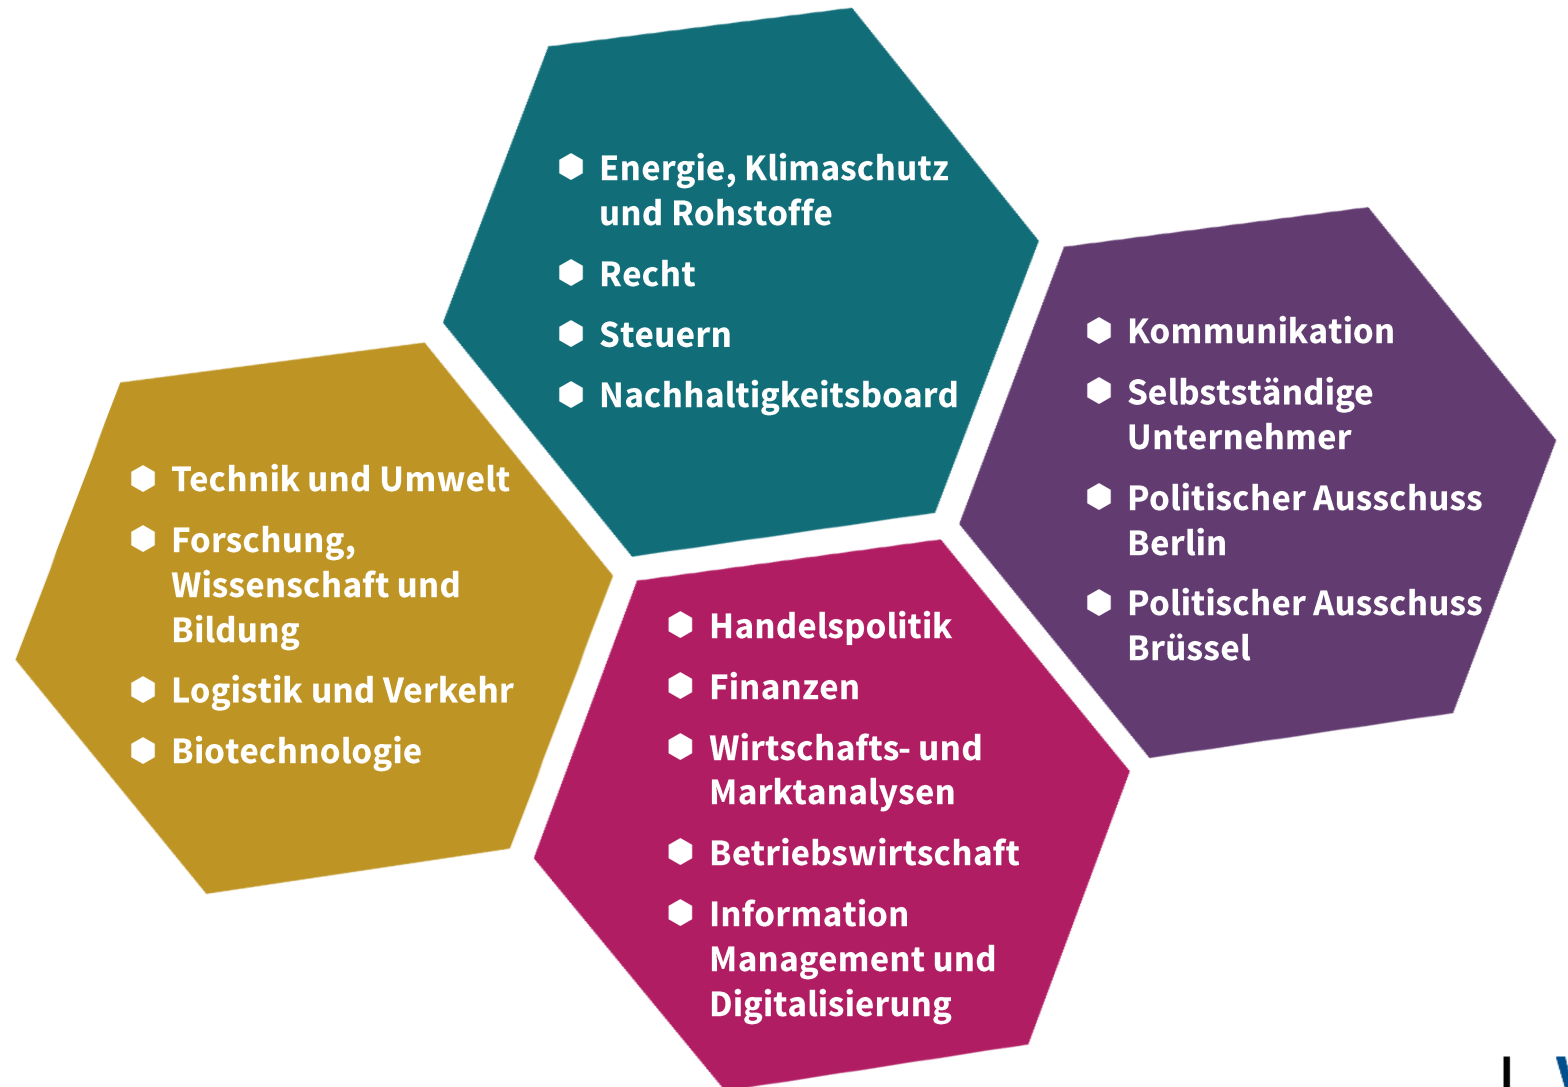 Energie, Klimaschutz
und Rohstoffe
Recht
Steuern
Nachhaltigkeitsboard
Kommunikation
Selbstständige
Unternehmer
Politischer Ausschuss
Berlin
Politischer Ausschuss
Brüssel
Technik und Umwelt
Forschung,
Wissenschaft und
Bildung
Logistik und Verkehr
Biotechnologie
Handelspolitik
Finanzen
Wirtschafts- und
Marktanalysen
Betriebswirtschaft
Information
Management und
Digitalisierung